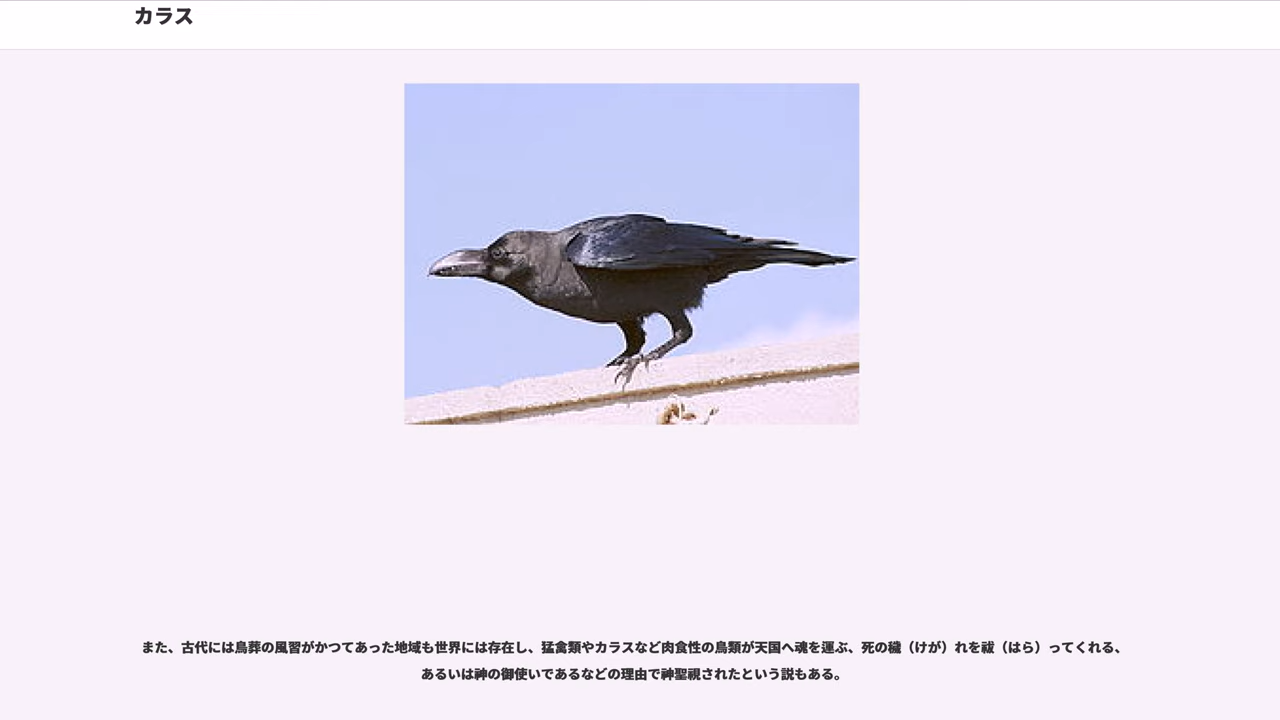 カラス
また、古代には鳥葬の風習がかつてあった地域も世界には存在し、猛禽類やカラスなど肉食性の鳥類が天国へ魂を運ぶ、死の穢（けが）れを祓（はら）ってくれる、
あるいは神の御使いであるなどの理由で神聖視されたという説もある。